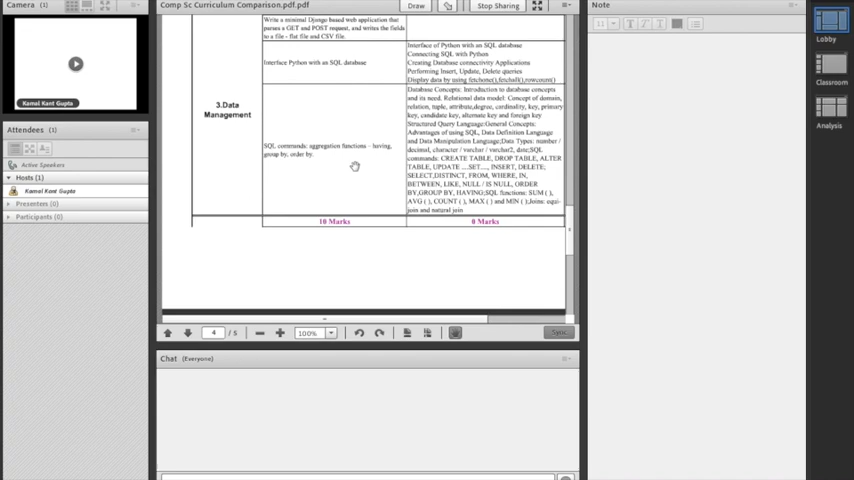 Camera
Comp Sc Curriculum Comparison.pdf.pdf
Draw
Stop Sharing
Note
Lobby
Classroom
Analysis
Kamal Kant Gupta
Attendees (1)
Active Speakers
Hosts (1)
Kamal Kant Gupta
Presenters (0)
Participants (0)
Write a minimal Django based web application that
parses a GET and POST request, and writes the fields
to a file - flat file and CSV file.
Interface Python with an SQL database
Interface of Python with an SQL database
Connecting SQL with Python
Creating Database connectivity Applications
Performing Insert, Update, Delete queries
Display data by using fetchone(),fetchall(),rowcount()
3.Data
Management
SQL commands: aggregation functions – having,
group by, order by.
Database Concepts: Introduction to database concepts
and its need. Relational data model: Concept of domain,
relation, tuple, attribute,degree, cardinality, key, primary
key, candidate key, alternate key and foreign key
Structured Query Language:General Concepts:
Advantages of using SQL, Data Definition Language
and Data Manipulation Language;Data Types: number /
decimal, character / varchar / varchar2, date;SQL
commands: CREATE TABLE, DROP TABLE, ALTER
TABLE, UPDATE ....SET...., INSERT, DELETE;
SELECT,DISTINCT, FROM, WHERE, IN,
BETWEEN, LIKE, NULL / IS NULL, ORDER
BY,GROUP BY, HAVING;SQL functions: SUM ( ),
AVG ( ), COUNT ( ), MAX ( ) and MIN ( );Joins: equi-
join and natural join
10 Marks
8 Marks
4 / 5
100%
Sync
Chat (Everyone)